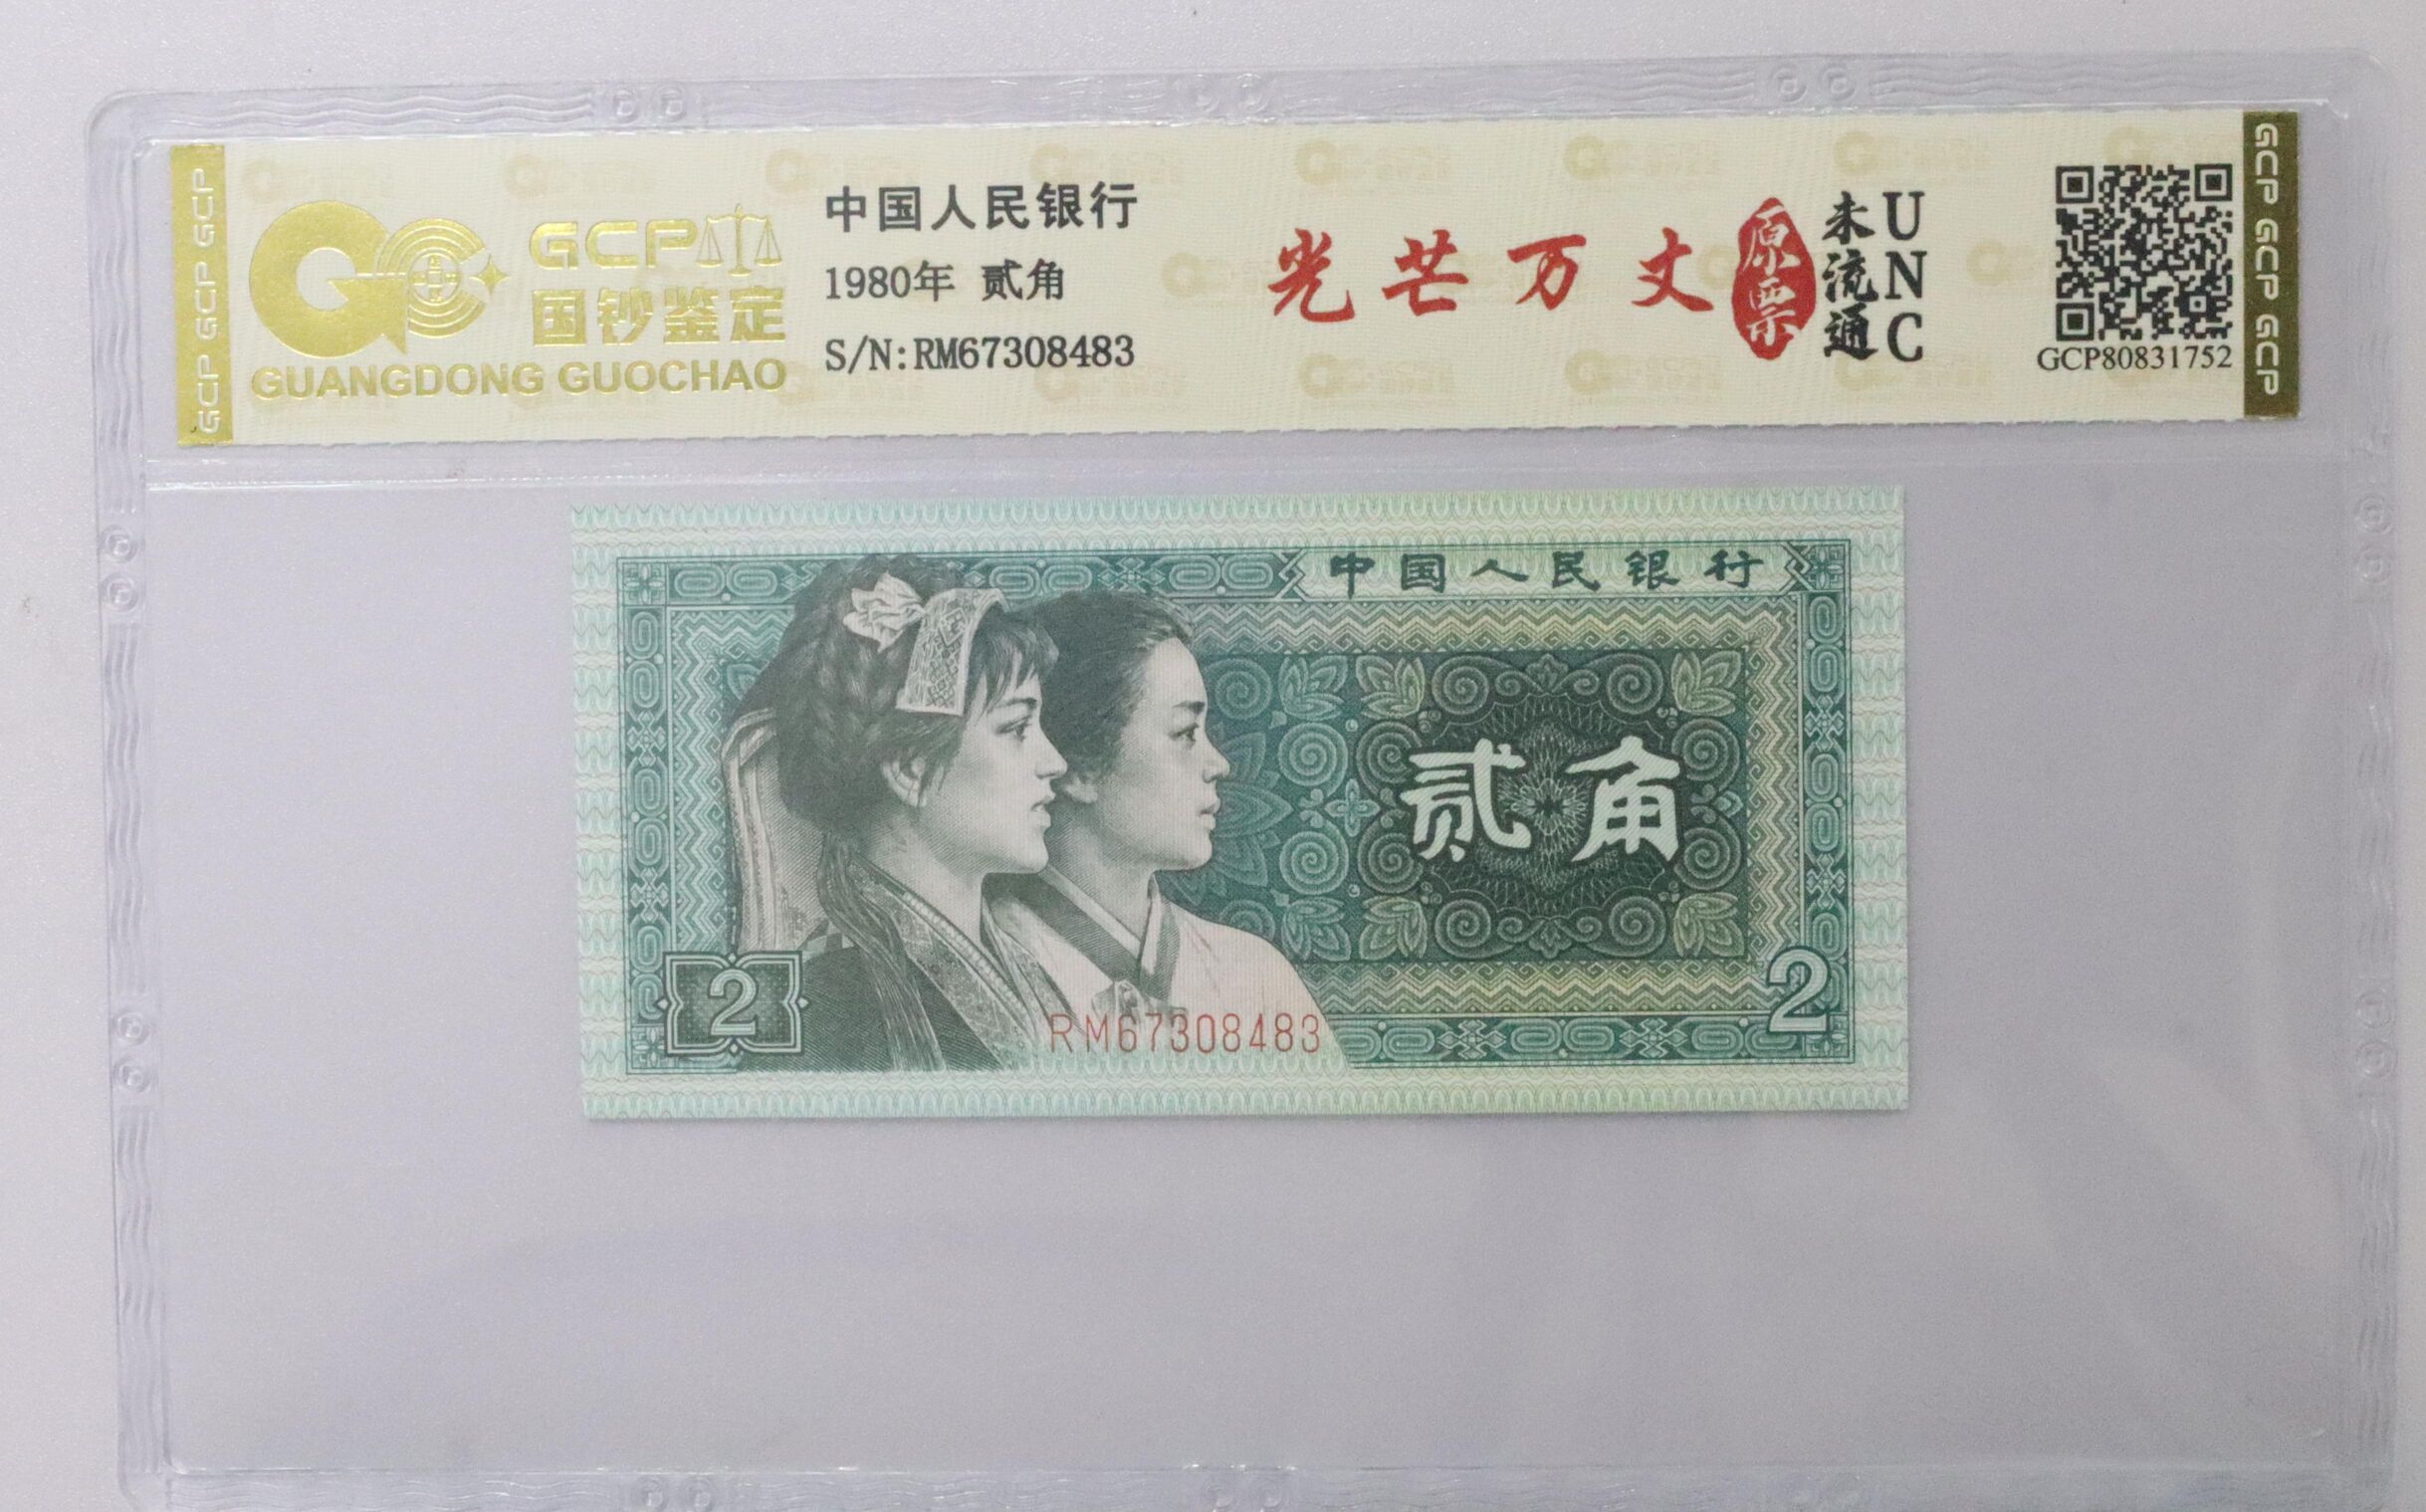 GCP GCP GCP
GCP
国钞鉴定
GUANGDONG GUOCHAO
中国人民银行
1980年 贰角
S/N:RM67308483
光芒万丈
原票
未流通
UNC
GCP80831752
GCP GCP GCP
中国人民银行
贰角
2
2
RM67308483